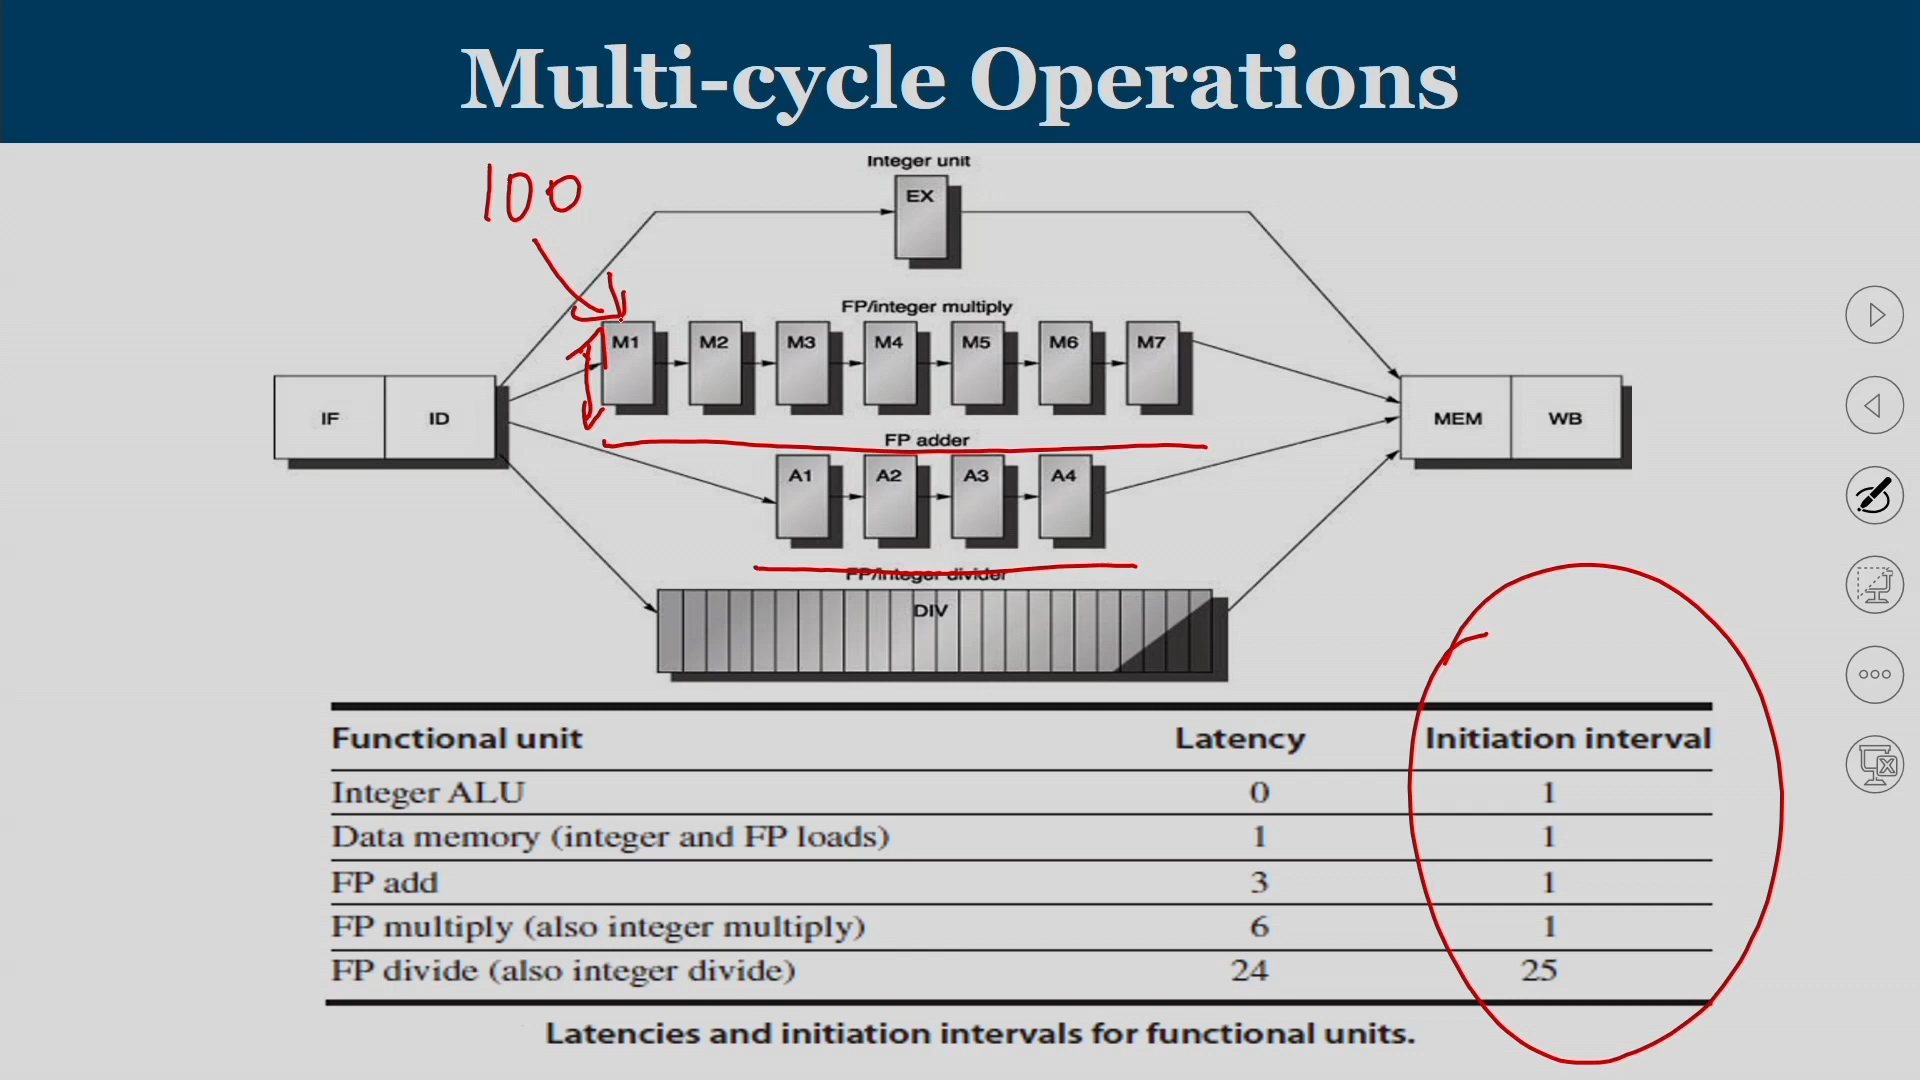 Multi-cycle Operations
100
Integer unit
EX
FP/integer multiply
M1 M2 M3 M4 M5 M6 M7
IF ID
MEM WB
FP adder
A1 A2 A3 A4
FP/integer divider
DIV
Functional unit Latency Initiation interval
Integer ALU 0 1
Data memory (integer and FP loads) 1 1
FP add 3 1
FP multiply (also integer multiply) 6 1
FP divide (also integer divide) 24 25
Latencies and initiation intervals for functional units.